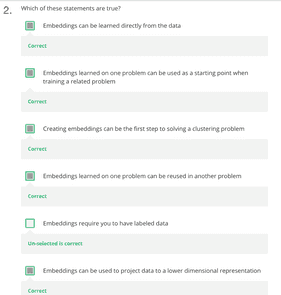 2. Which of these statements are true?
Embeddings can be learned directly from the data
Correct
Embeddings learned on one problem can be used as a starting point when
training a related problem
Correct
Creating embeddings can be the first step to solving a clustering problem
Correct
Embeddings learned on one problem can be reused in another problem
Correct
Embeddings require you to have labeled data
Un-selected is correct
Embeddings can be used to project data to a lower dimensional representation
Correct